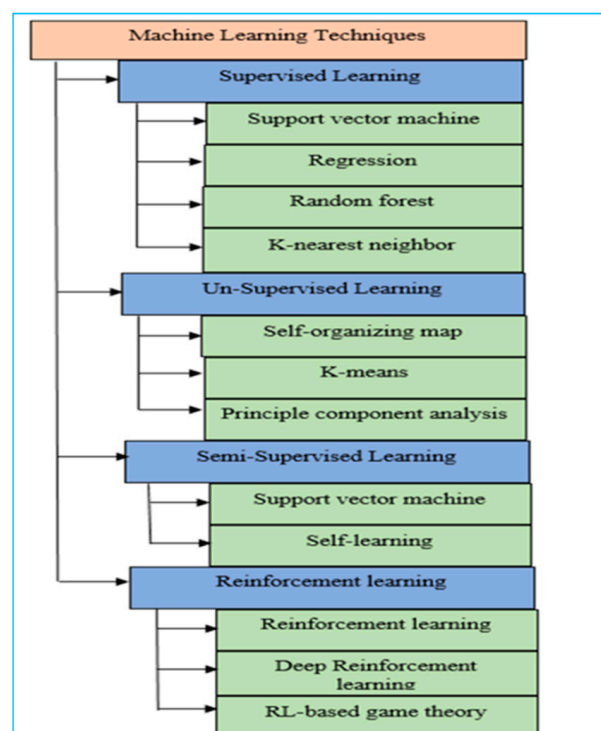 Machine Learning Techniques
Supervised Learning
Support vector machine
Regression
Random forest
K-nearest neighbor
Un-Supervised Learning
Self-organizing map
K-means
Principle component analysis
Semi-Supervised Learning
Support vector machine
Self-learning
Reinforcement learning
Reinforcement learning
Deep Reinforcement
learning
RL-based game theory